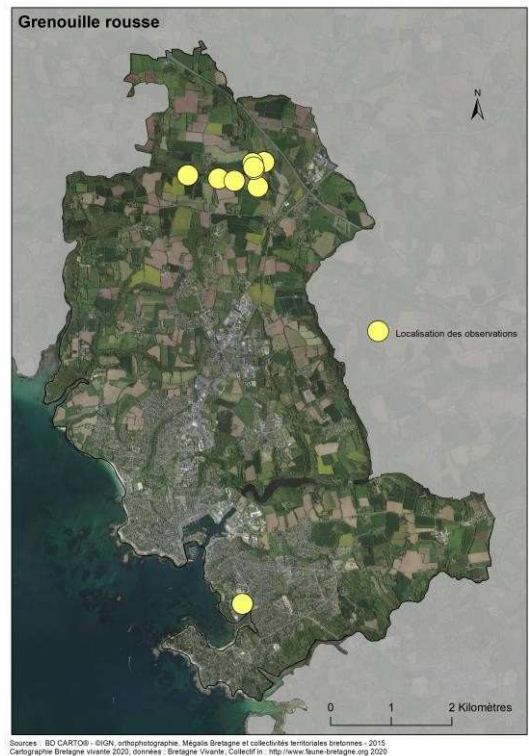 Grenouille rousse
N
Localisation des observations
0 1 2 Kilomètres
Sources : BD CARTO® - ©IGN, orthophotographie, Mégalis Bretagne et collectivités territoriales bretonnes - 2015
Cartographie Bretagne vivante 2020, données : Bretagne Vivante, Collectif in : http://www.faune-bretagne.org 2020